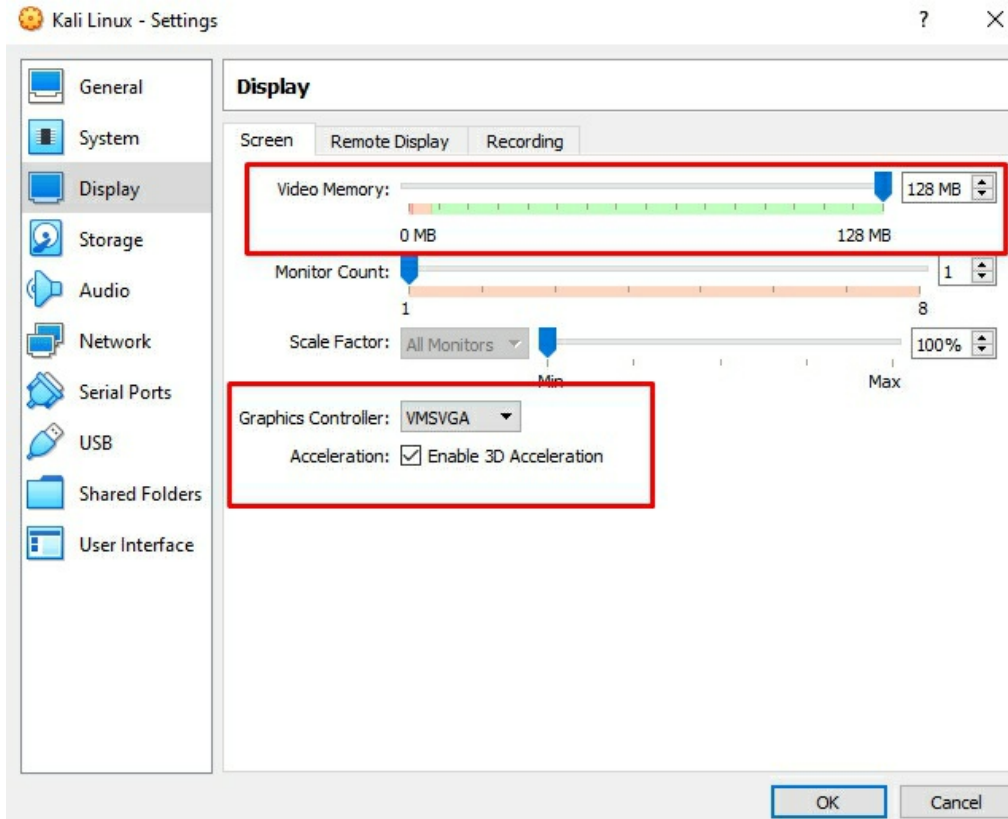 Kali Linux - Settings
? ×
General
System
Display
Storage
Audio
Network
Serial Ports
USB
Shared Folders
User Interface
Display
Screen Remote Display Recording
Video Memory: 128 MB
0 MB 128 MB
Monitor Count: 1
1 8
Scale Factor: All Monitors 100%
Min Max
Graphics Controller: VMSVGA
Acceleration: Enable 3D Acceleration
OK Cancel